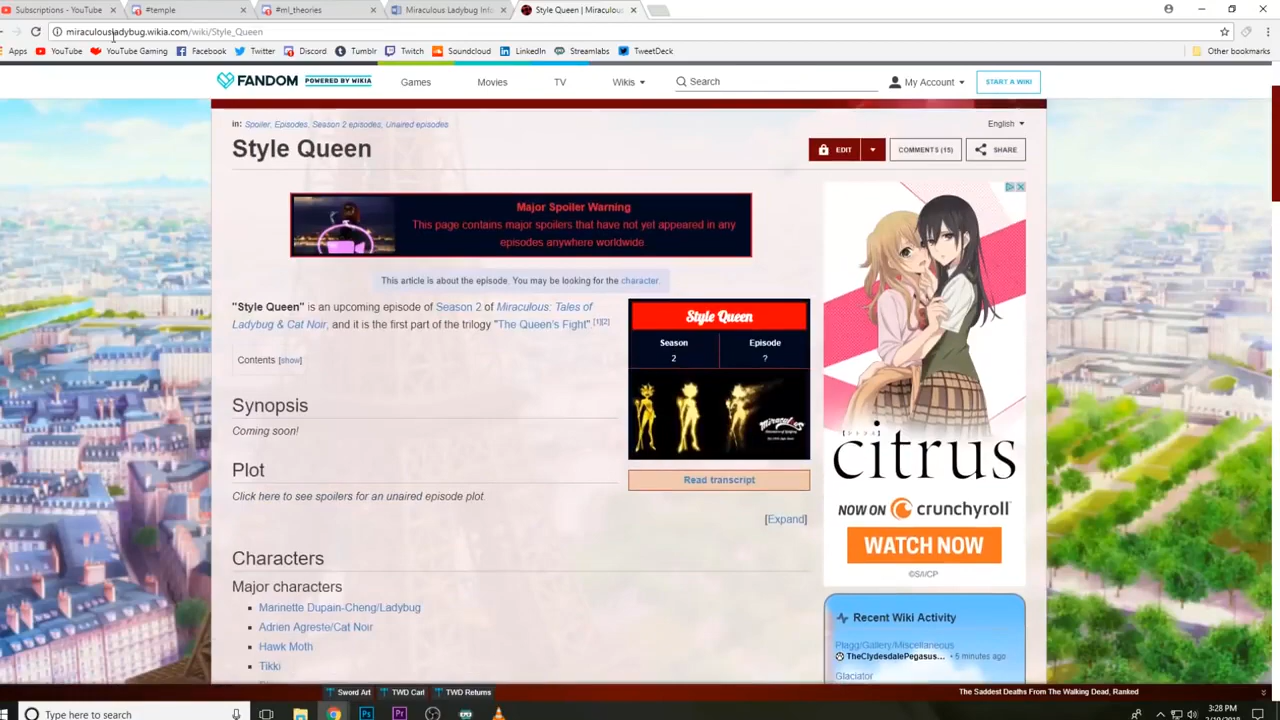 Subscriptions - YouTube
#temple
#ml_theories
Miraculous Ladybug Info
Style Queen | Miraculous
miraculousladybug.wikia.com/wiki/Style_Queen
Apps
YouTube
YouTube Gaming
Facebook
Twitter
Discord
Tumblr
Twitch
Soundcloud
LinkedIn
Streamlabs
TweetDeck
Other bookmarks
FANDOM
POWERED BY WIKIA
Games
Movies
TV
Wikis
Search
My Account
START A WIKI
in: Spoiler, Episodes, Season 2 episodes, Unaired episodes
English
Style Queen
EDIT
COMMENTS (15)
SHARE
Major Spoiler Warning
This page contains major spoilers that have not yet appeared in any
episodes anywhere worldwide.
This article is about the episode. You may be looking for the character.
"Style Queen" is an upcoming episode of Season 2 of Miraculous: Tales of
Ladybug & Cat Noir, and it is the first part of the trilogy "The Queen's Fight".[1][2]
Contents [show]
Style Queen
Season
Episode
2
?
MiRACULOUS
Read transcript
Synopsis
Coming soon!
Plot
Click here to see spoilers for an unaired episode plot.
[Expand]
Characters
Major characters
Marinette Dupain-Cheng/Ladybug
Adrien Agreste/Cat Noir
Hawk Moth
Tikki
citrus
NOW ON crunchyroll
WATCH NOW
©S/ICP
Recent Wiki Activity
Plagg/Gallery/Miscellaneous
TheClydesdalePegasus... • 5 minutes ago
Glaciator
Sword Art
TWD Carl
TWD Returns
The Saddest Deaths From The Walking Dead, Ranked
Type here to search
3:28 PM